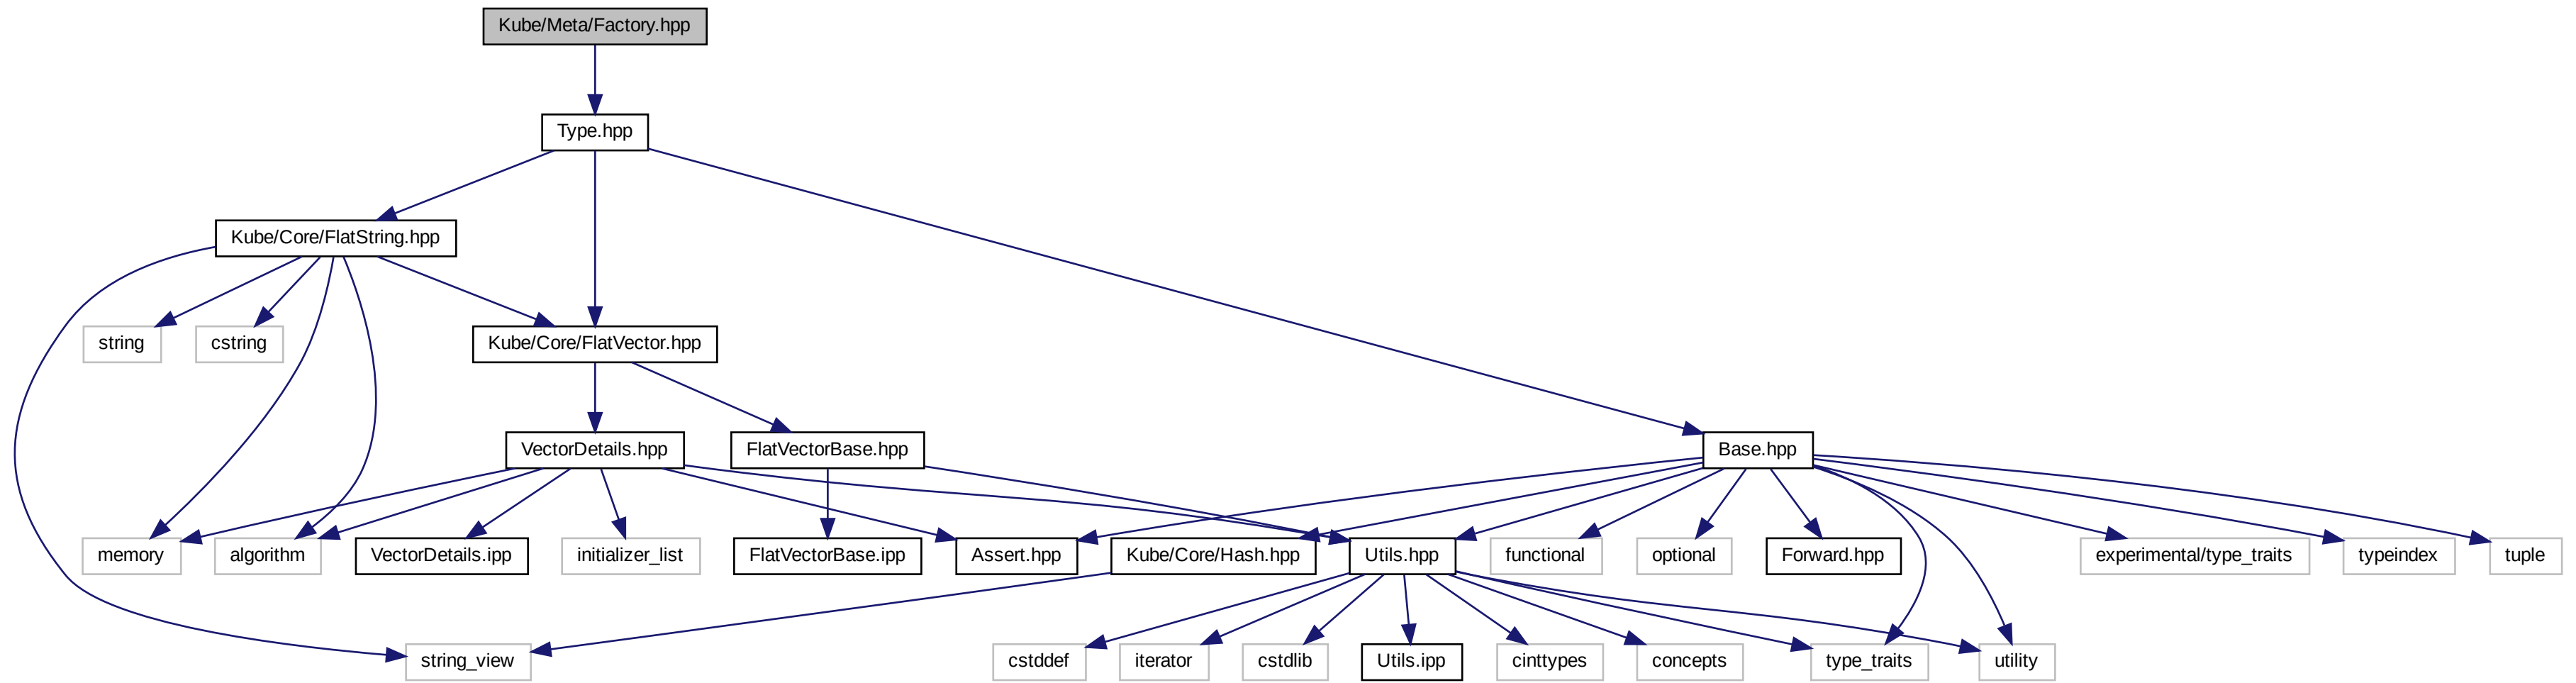 Kube/Meta/Factory.hpp
Type.hpp
Kube/Core/FlatString.hpp
string
cstring
Kube/Core/FlatVector.hpp
VectorDetails.hpp
FlatVectorBase.hpp
Base.hpp
memory
algorithm
VectorDetails.ipp
initializer_list
FlatVectorBase.ipp
Assert.hpp
Kube/Core/Hash.hpp
Utils.hpp
functional
optional
Forward.hpp
experimental/type_traits
typeindex
tuple
string_view
cstddef
iterator
cstdlib
Utils.ipp
cinttypes
concepts
type_traits
utility